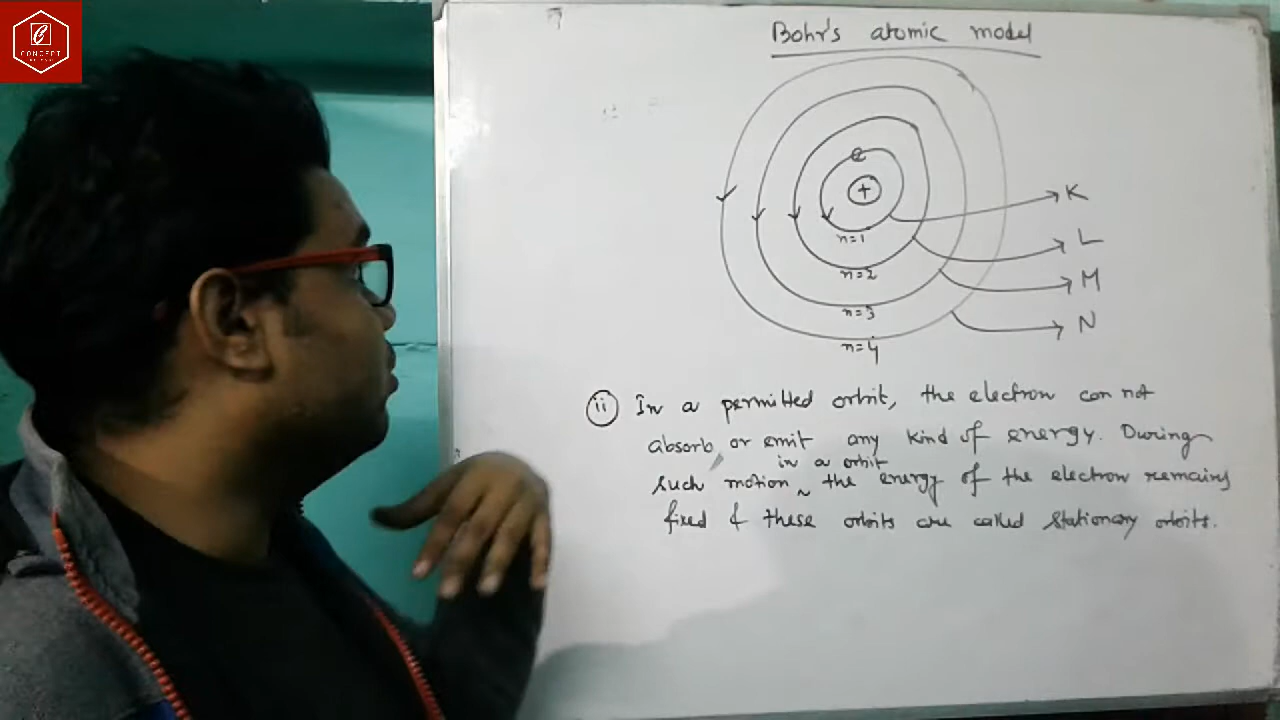 CONCEPT
Bohr's atomic model
e
+
K
n=1
L
n=2
M
n=3
N
n=4
ii In a permitted orbit, the electron can not
absorb or emit any kind of energy. During
in a orbit
such motion, the energy of the electron remains
fixed & these orbits are called stationary orbits.